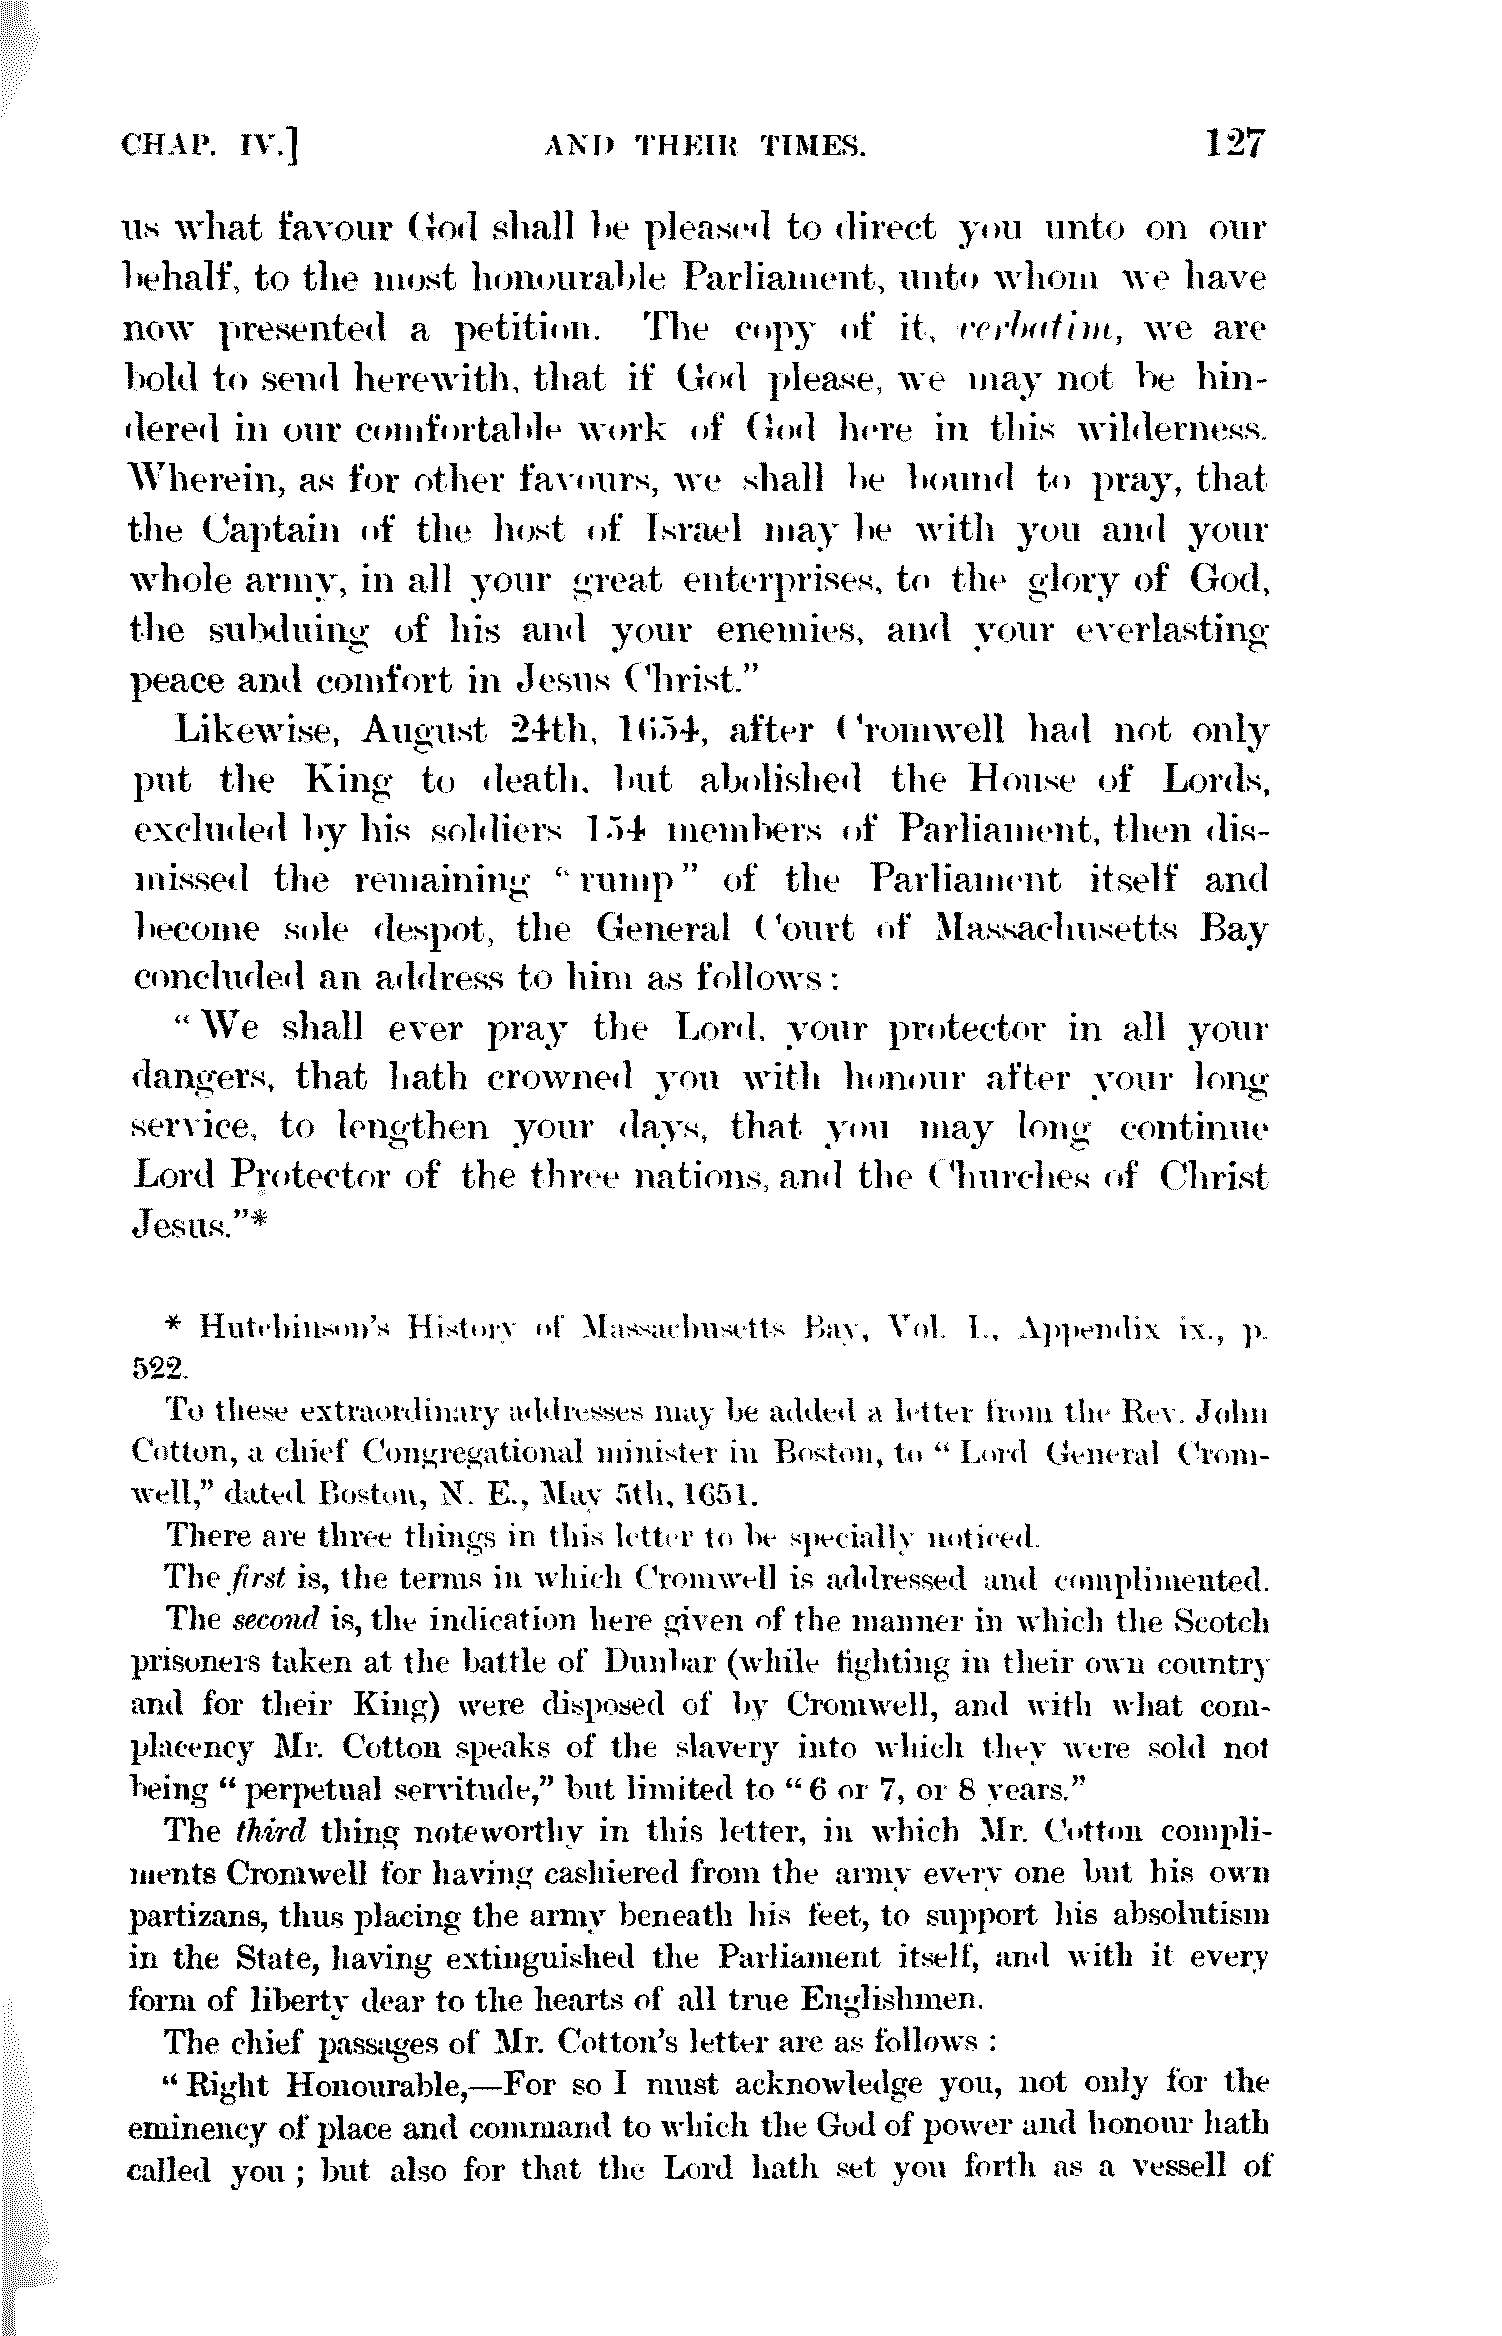 CHAP. IV.] AND THEIR TIMES. 127
us what favour God shall be pleased to direct you unto on our
behalf, to the most honourable Parliament, unto whom we have
now presented a petition. The copy of it, verbatim, we are
bold to send herewith, that if God please, we may not be hin-
dered in our comfortable work of God here in this wilderness.
Wherein, as for other favours, we shall be bound to pray, that
the Captain of the host of Israel may be with you and your
whole army, in all your great enterprises, to the glory of God,
the subduing of his and your enemies, and your everlasting
peace and comfort in Jesus Christ."
Likewise, August 24th, 1654, after Cromwell had not only
put the King to death, but abolished the House of Lords,
excluded by his soldiers 154 members of Parliament, then dis-
missed the remaining "rump" of the Parliament itself and
become sole despot, the General Court of Massachusetts Bay
concluded an address to him as follows:
"We shall ever pray the Lord, your protector in all your
dangers, that hath crowned you with honour after your long
service, to lengthen your days, that you may long continue
Lord Protector of the three nations, and the Churches of Christ
Jesus."*
* Hutchinson's History of Massachusetts Bay, Vol. I., Appendix ix., p.
522.
To these extraordinary addresses may be added a letter from the Rev. John
Cotton, a chief Congregational minister in Boston, to "Lord General Crom-
well," dated Boston, N. E., May 5th, 1651.
There are three things in this letter to be specially noticed.
The first is, the terms in which Cromwell is addressed and complimented.
The second is, the indication here given of the manner in which the Scotch
prisoners taken at the battle of Dunbar (while fighting in their own country
and for their King) were disposed of by Cromwell, and with what com-
placency Mr. Cotton speaks of the slavery into which they were sold not
being "perpetual servitude," but limited to "6 or 7, or 8 years."
The third thing noteworthy in this letter, in which Mr. Cotton compli-
ments Cromwell for having cashiered from the army every one but his own
partizans, thus placing the army beneath his feet, to support his absolutism
in the State, having extinguished the Parliament itself, and with it every
form of liberty dear to the hearts of all true Englishmen.
The chief passages of Mr. Cotton's letter are as follows :
"Right Honourable,—For so I must acknowledge you, not only for the
eminency of place and command to which the God of power and honour hath
called you ; but also for that the Lord hath set you forth as a vessell of